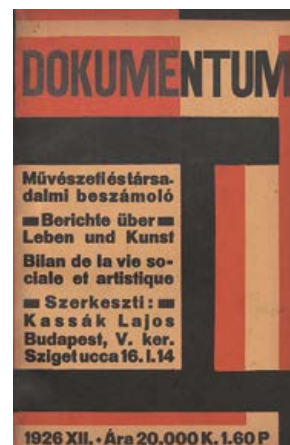 DOKUMENTUM
Művészeti és társa-
dalmi beszámoló
Berichte über
Leben und Kunst
Bilan de la vie so-
ciale et artistique
Szerkeszti:
Kassák Lajos
Budapest, V. ker.
Sziget ucca 16. I. 14
1926 XII. • Ára 20.000 K. 1.60 P